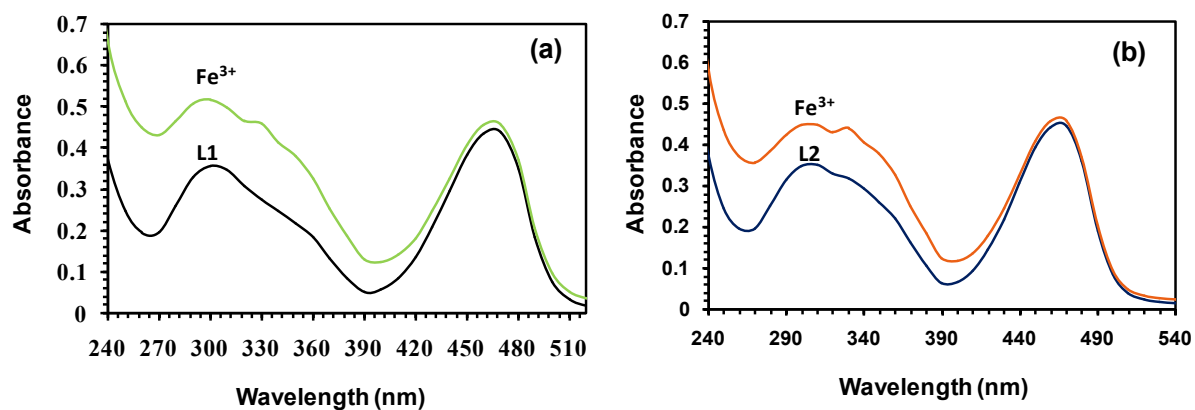 (a)
Absorbance
0.7
0.6
0.5
0.4
0.3
0.2
0.1
0
Fe³⁺
L1
240 270 300 330 360 390 420 450 480 510
Wavelength (nm)
(b)
Absorbance
0.7
0.6
0.5
0.4
0.3
0.2
0.1
0
Fe³⁺
L2
240 290 340 390 440 490 540
Wavelength (nm)